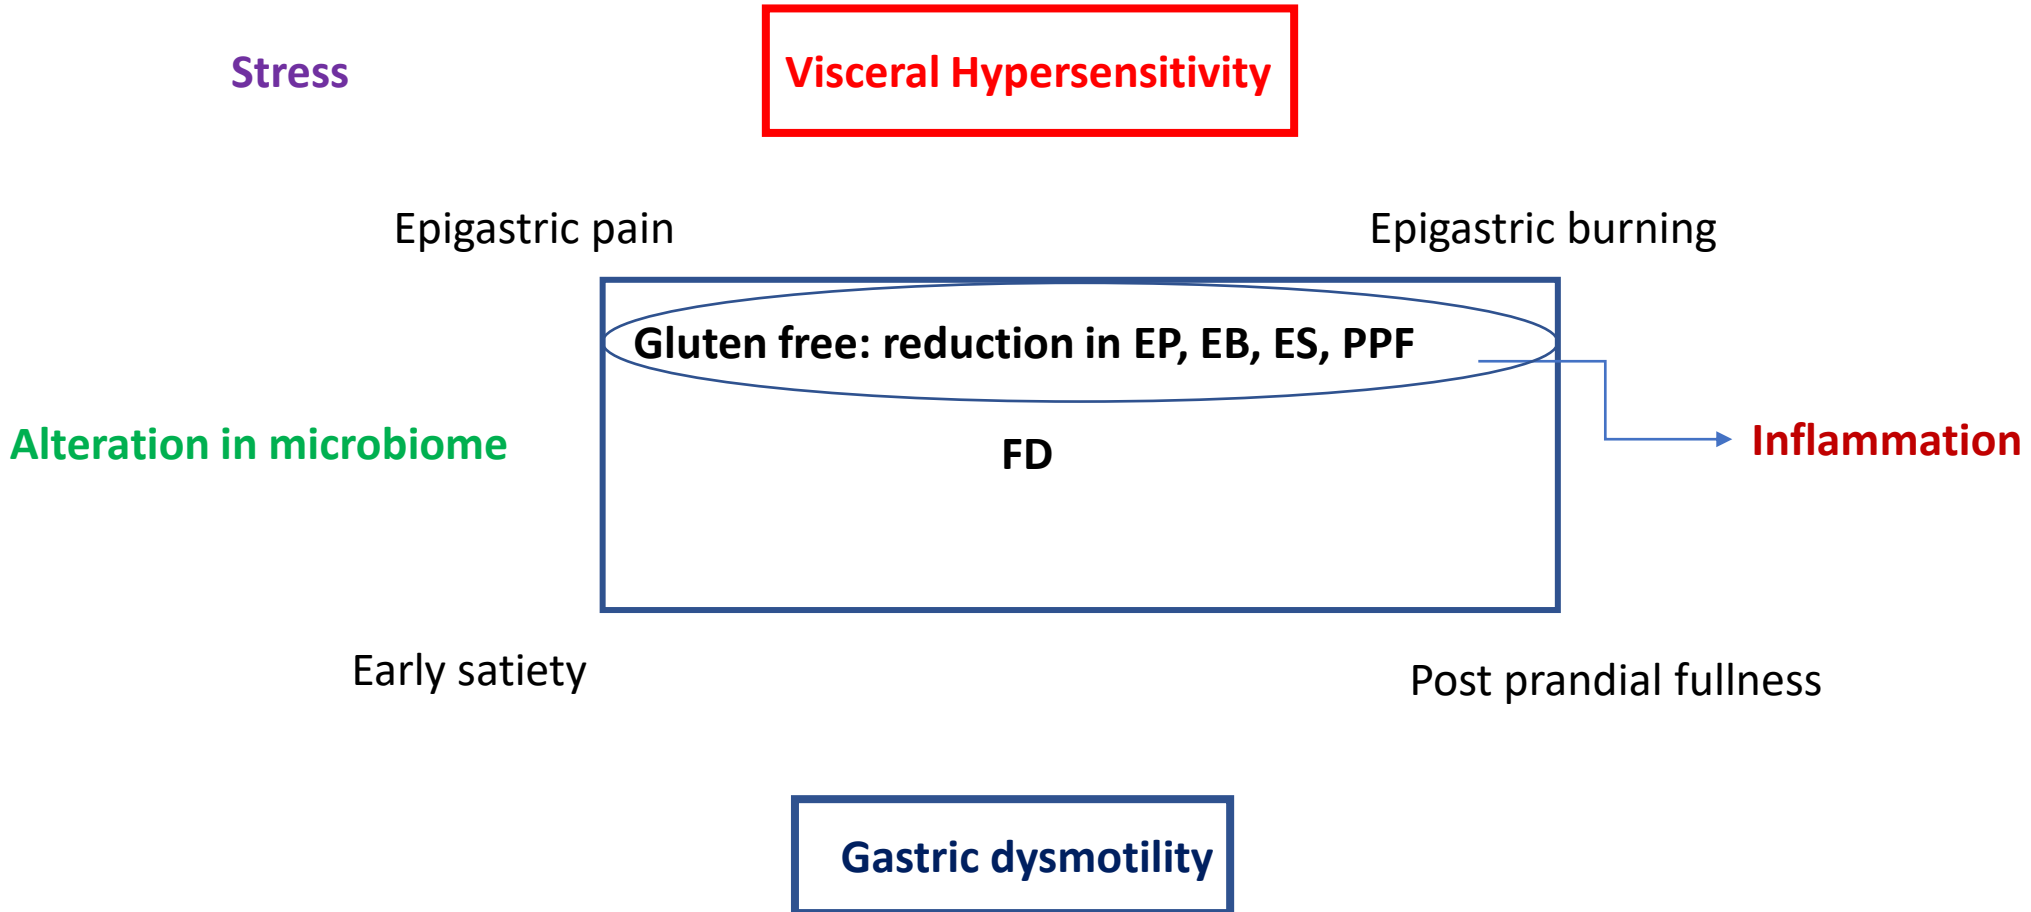 Stress
Visceral Hypersensitivity
Epigastric pain
Epigastric burning
Gluten free: reduction in EP, EB, ES, PPF
Alteration in microbiome
FD
Inflammation
Early satiety
Post prandial fullness
Gastric dysmotility